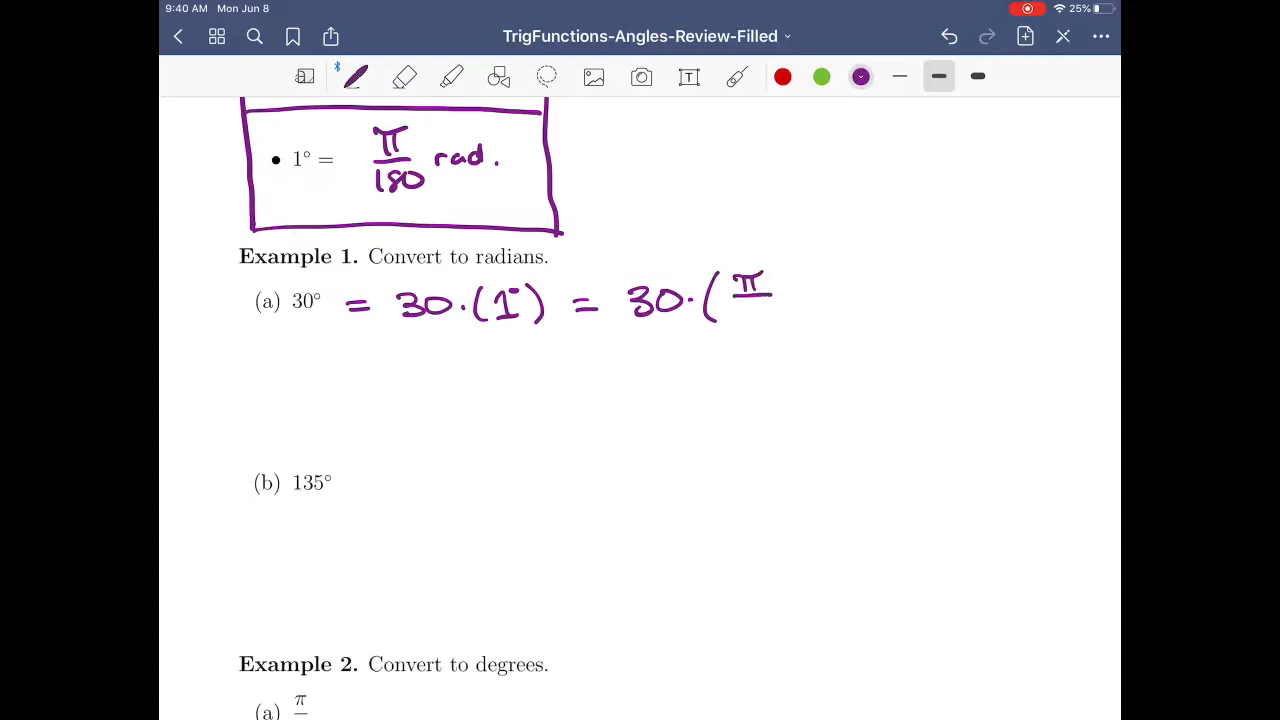 9:40 AM Mon Jun 8
25%
TrigFunctions-Angles-Review-Filled
T
• 1° = π/180 rad.
Example 1. Convert to radians.
(a) 30° = 30·(1°) = 30·(π
(b) 135°
Example 2. Convert to degrees.
(a) π